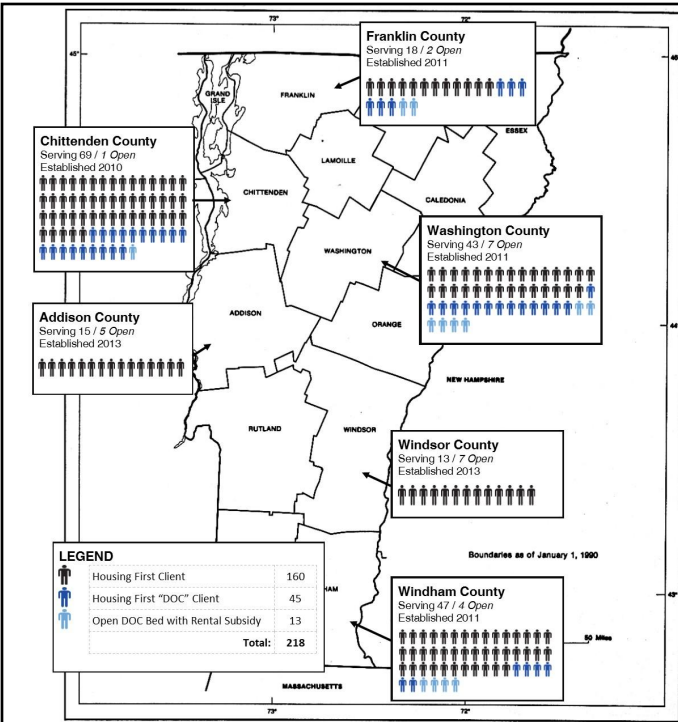 73°
72°
45°
45
GRAND
ISLE
FRANKLIN
Franklin County
Serving 18 / 2 Open
Established 2011
ESSEX
LAMOILLE
Chittenden County
Serving 69 / 1 Open
Established 2010
CHITTENDEN
CALEDONIA
WASHINGTON
Washington County
Serving 43 / 7 Open
Established 2011
Addison County
Serving 15 / 5 Open
Established 2013
ADDISON
ORANGE
44°
NEW HAMPSHIRE
RUTLAND
WINDSOR
Windsor County
Serving 13 / 7 Open
Established 2013
Boundaries as of January 1, 1990
LEGEND
Housing First Client 160
Housing First “DOC” Client 45
Open DOC Bed with Rental Subsidy 13
Total: 218
HAM
Windham County
Serving 47 / 4 Open
Established 2011
43°
50 Miles
MASSACHUSETTS
73°
72°